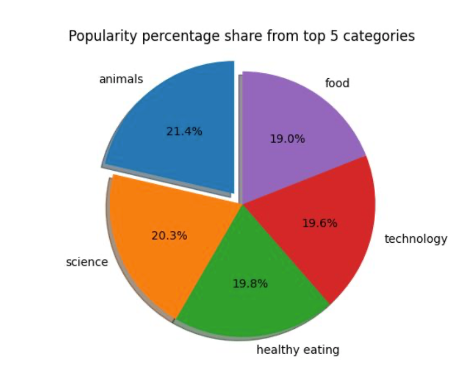 Popularity percentage share from top 5 categories
animals
food
21.4%
19.0%
science
20.3%
19.6%
technology
19.8%
healthy eating